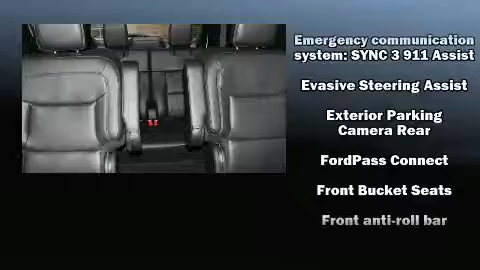 Emergency communication
system: SYNC 3 911 Assist
Evasive Steering Assist
Exterior Parking
Camera Rear
FordPass Connect
Front Bucket Seats
Front anti-roll bar